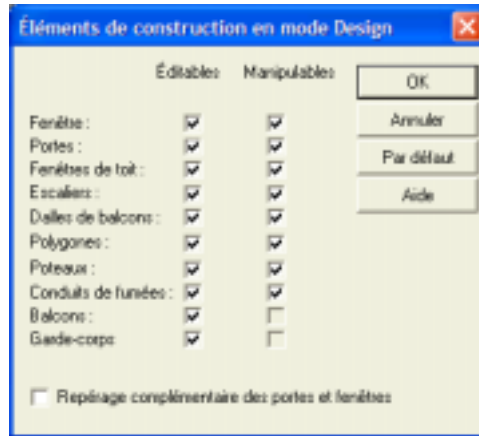 Éléments de construction en mode Design
Éditables Manipulables
OK
Annuler
Par défaut
Aide
Fenêtre :
Portes :
Fenêtres de toit :
Escaliers :
Dalles de balcons :
Polygones :
Poteaux :
Conduits de fumées :
Balcons :
Garde-corps
Repérage complémentaire des portes et fenêtres